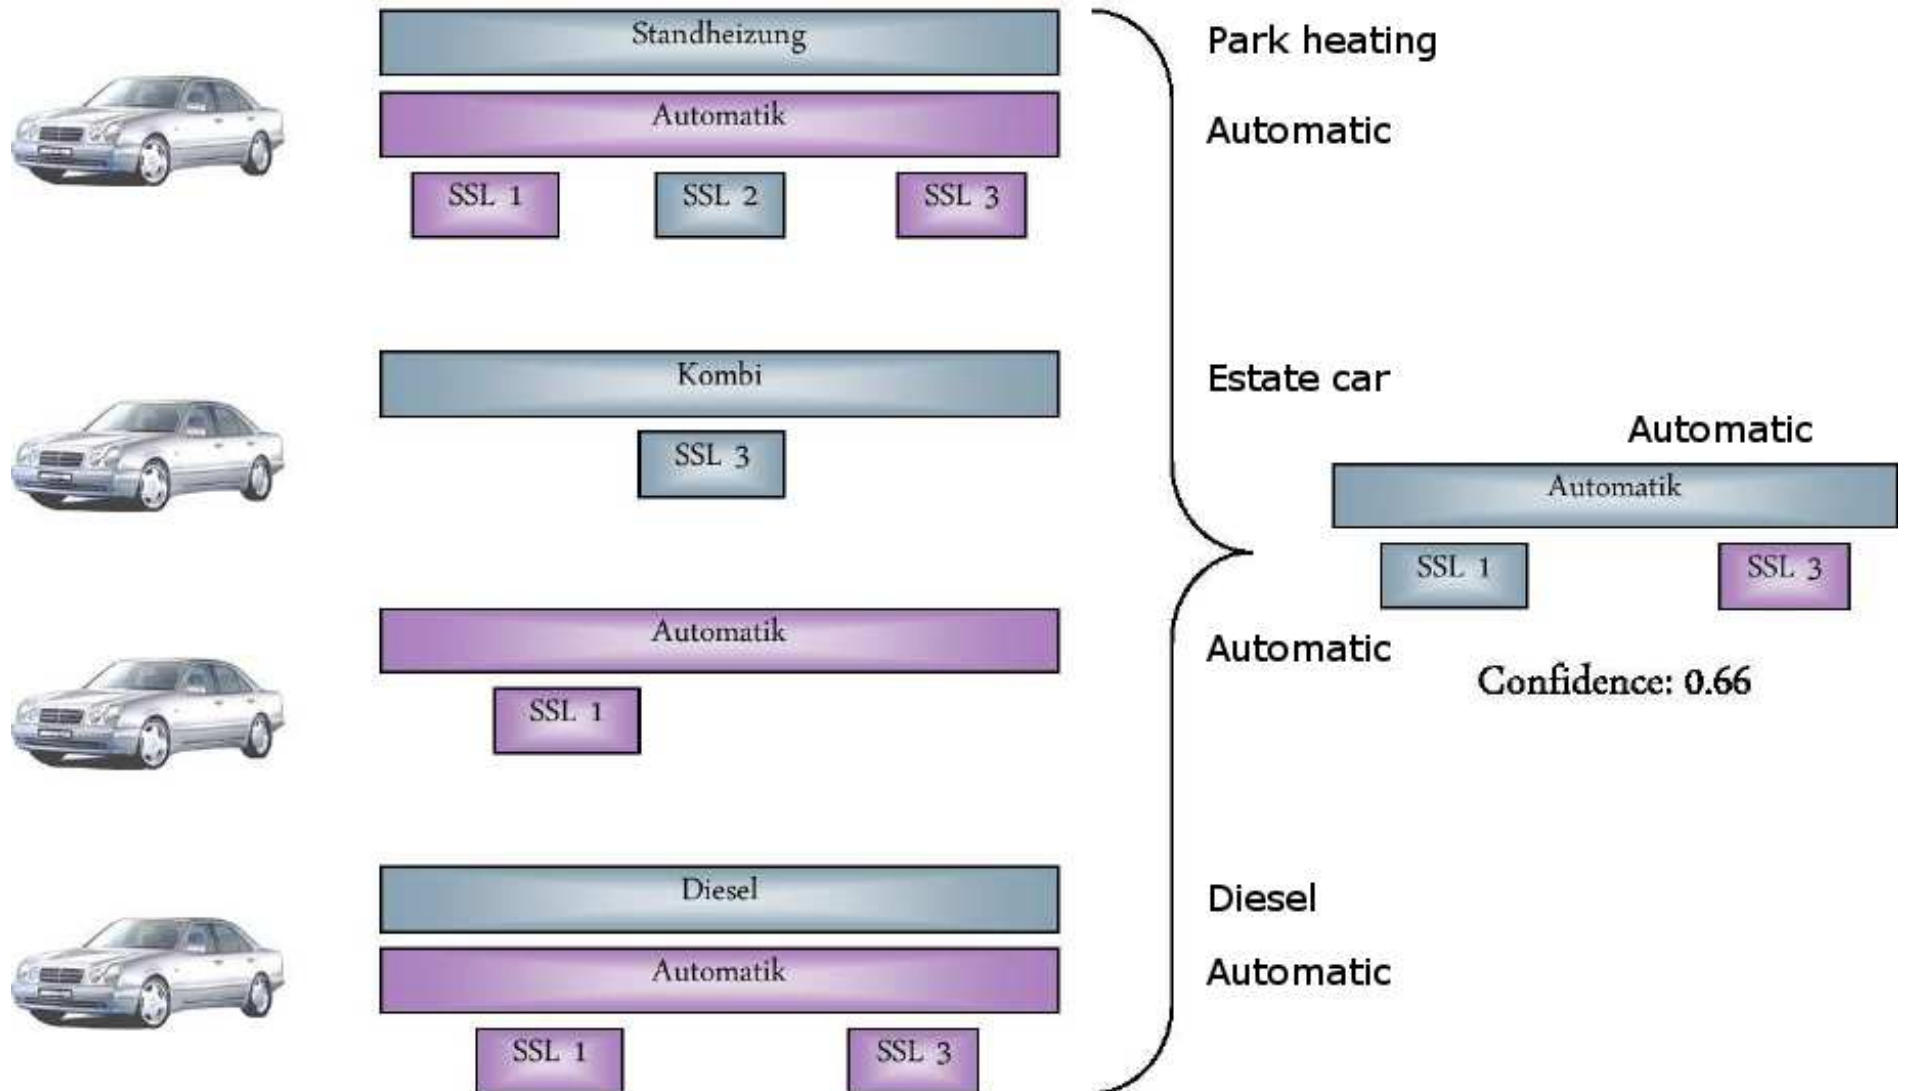 Standheizung
Park heating
Automatik
Automatic
SSL 1
SSL 2
SSL 3
Kombi
Estate car
SSL 3
Automatic
Automatik
SSL 1
SSL 3
Automatik
Automatic
Confidence: 0.66
SSL 1
Diesel
Diesel
Automatik
Automatic
SSL 1
SSL 3